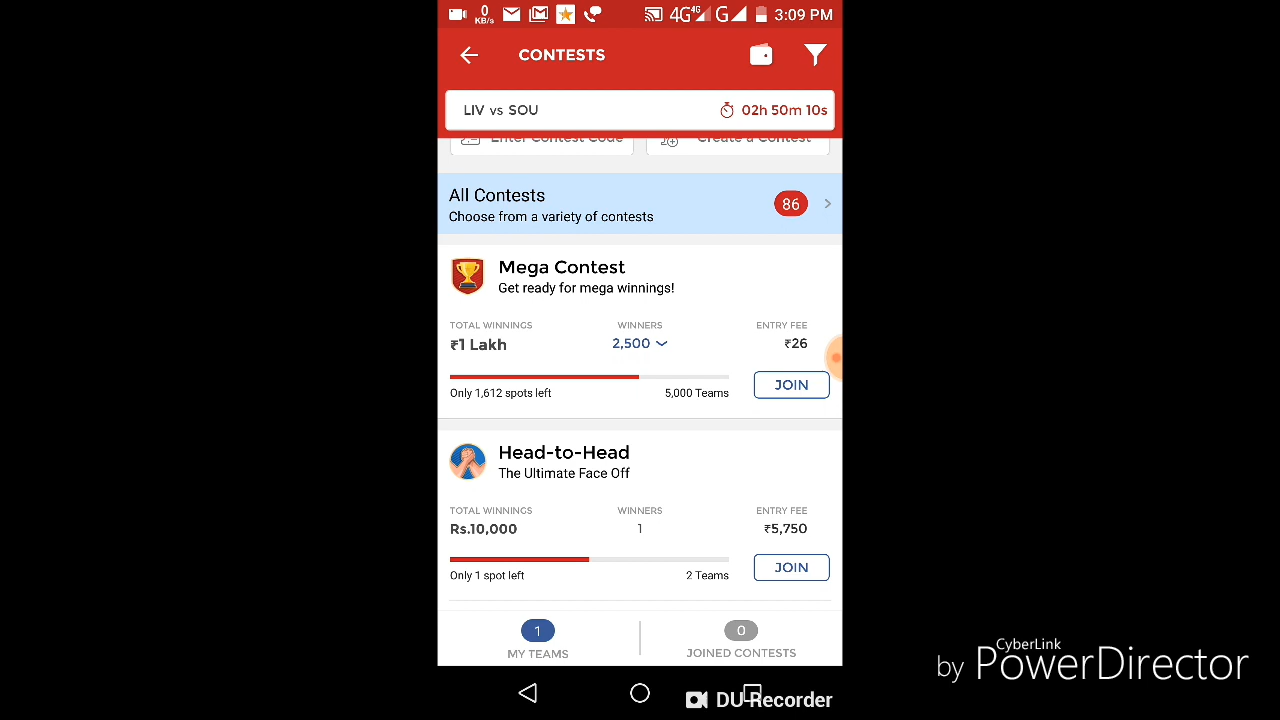 0 KB/s 4G 4G G 3:09 PM
CONTESTS
LIV vs SOU 02h 50m 10s
Enter Contest Code Create a Contest
All Contests
Choose from a variety of contests
86
Mega Contest
Get ready for mega winnings!
TOTAL WINNINGS WINNERS ENTRY FEE
₹1 Lakh 2,500 ₹26
Only 1,612 spots left 5,000 Teams JOIN
Head-to-Head
The Ultimate Face Off
TOTAL WINNINGS WINNERS ENTRY FEE
Rs.10,000 1 ₹5,750
Only 1 spot left 2 Teams JOIN
1 0
MY TEAMS JOINED CONTESTS
CyberLink
by PowerDirector
DU Recorder